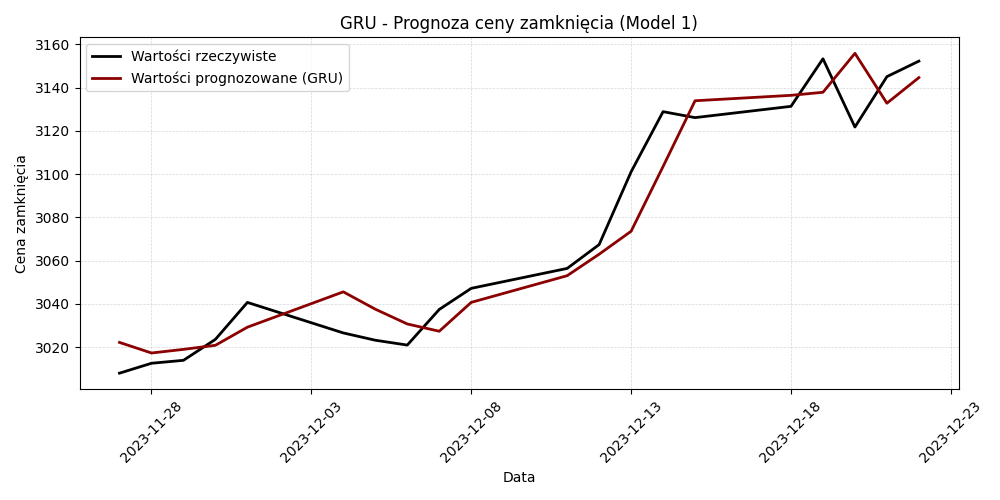 GRU - Prognoza ceny zamknięcia (Model 1)
Wartości rzeczywiste
Wartości prognozowane (GRU)
Cena zamknięcia
3160
3140
3120
3100
3080
3060
3040
3020
2023-11-28
2023-12-03
2023-12-08
2023-12-13
2023-12-18
2023-12-23
Data